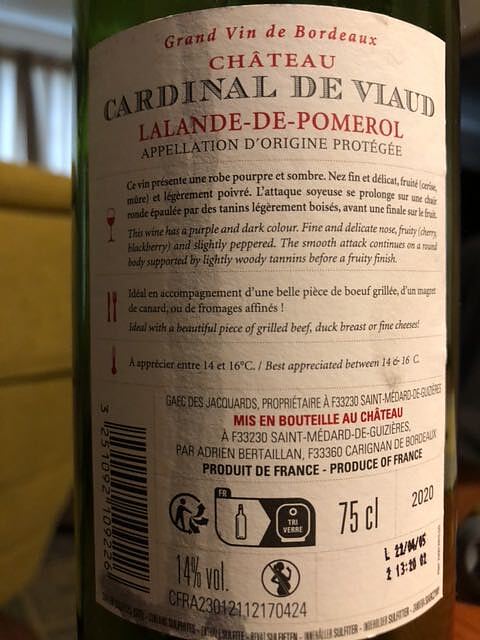 Grand Vin de Bordeaux
CHÂTEAU
CARDINAL DE VIAUD
LALANDE-DE-POMEROL
APPELLATION D'ORIGINE PROTÉGÉE
Ce vin présente une robe pourpre et sombre. Nez fin et délicat, fruité (cerise,
mûre) et légèrement poivré. L'attaque soyeuse se prolonge sur une chair
ronde épaulée par des tanins légèrement boisés, avant une finale sur le fruit.
This wine has a purple and dark colour. Fine and delicate nose, fruity (cherry,
blackberry) and slightly peppered. The smooth attack continues on a round
body supported by lightly woody tannins before a fruity finish.
Idéal en accompagnement d'une belle pièce de boeuf grillée, d'un magret
de canard, ou de fromages affinés !
Ideal with a beautiful piece of grilled beef, duck breast or fine cheeses!
À apprécier entre 14 et 16°C. / Best appreciated between 14 & 16 C.
GAEC DES JACQUARDS, PROPRIÉTAIRE À F33230 SAINT-MÉDARD-DE-GUIZIÈRES
MIS EN BOUTEILLE AU CHÂTEAU
À F33230 SAINT-MÉDARD-DE-GUIZIÈRES,
PAR ADRIEN BERTAILLAN, F33360 CARIGNAN DE BORDEAUX
PRODUIT DE FRANCE - PRODUCE OF FRANCE
3 251092 109226
FR
TRI
VERRE
75 cl
2020
L 22/06/05
2 13:20 02
14% vol.
CFRA23012112170424